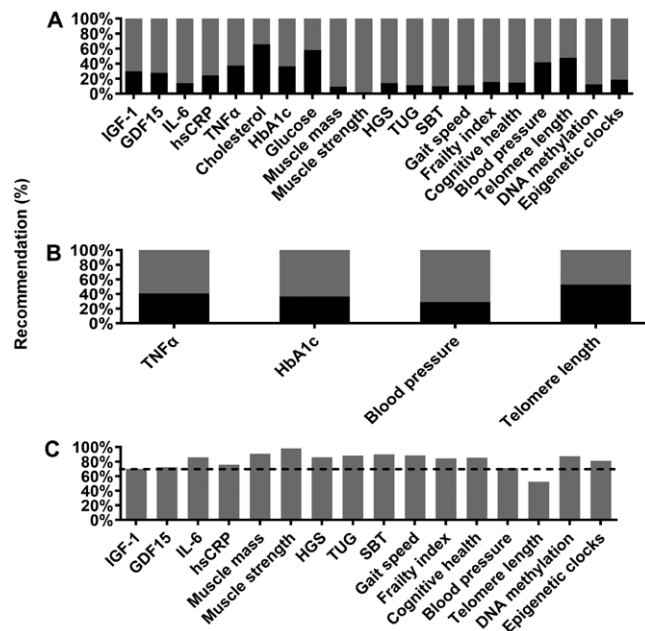 Recommendation (%)
A
100%
80%
60%
40%
20%
0%
IGF-1
GDF15
IL-6
hsCRP
TNFα
Cholesterol
HbA1c
Glucose
Muscle mass
Muscle strength
HGS
TUG
SBT
Gait speed
Frailty index
Cognitive health
Blood pressure
Telomere length
DNA methylation
Epigenetic clocks
B
100%
80%
60%
40%
20%
0%
TNFα
HbA1c
Blood pressure
Telomere length
C
100%
80%
60%
40%
20%
0%
IGF-1
GDF15
IL-6
hsCRP
Muscle mass
Muscle strength
HGS
TUG
SBT
Gait speed
Frailty index
Cognitive health
Blood pressure
Telomere length
DNA methylation
Epigenetic clocks